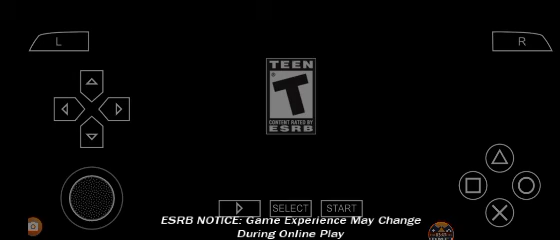 L
R
TEEN
T
CONTENT RATED BY
ESRB
SELECT
START
ESRB NOTICE: Game Experience May Change
During Online Play